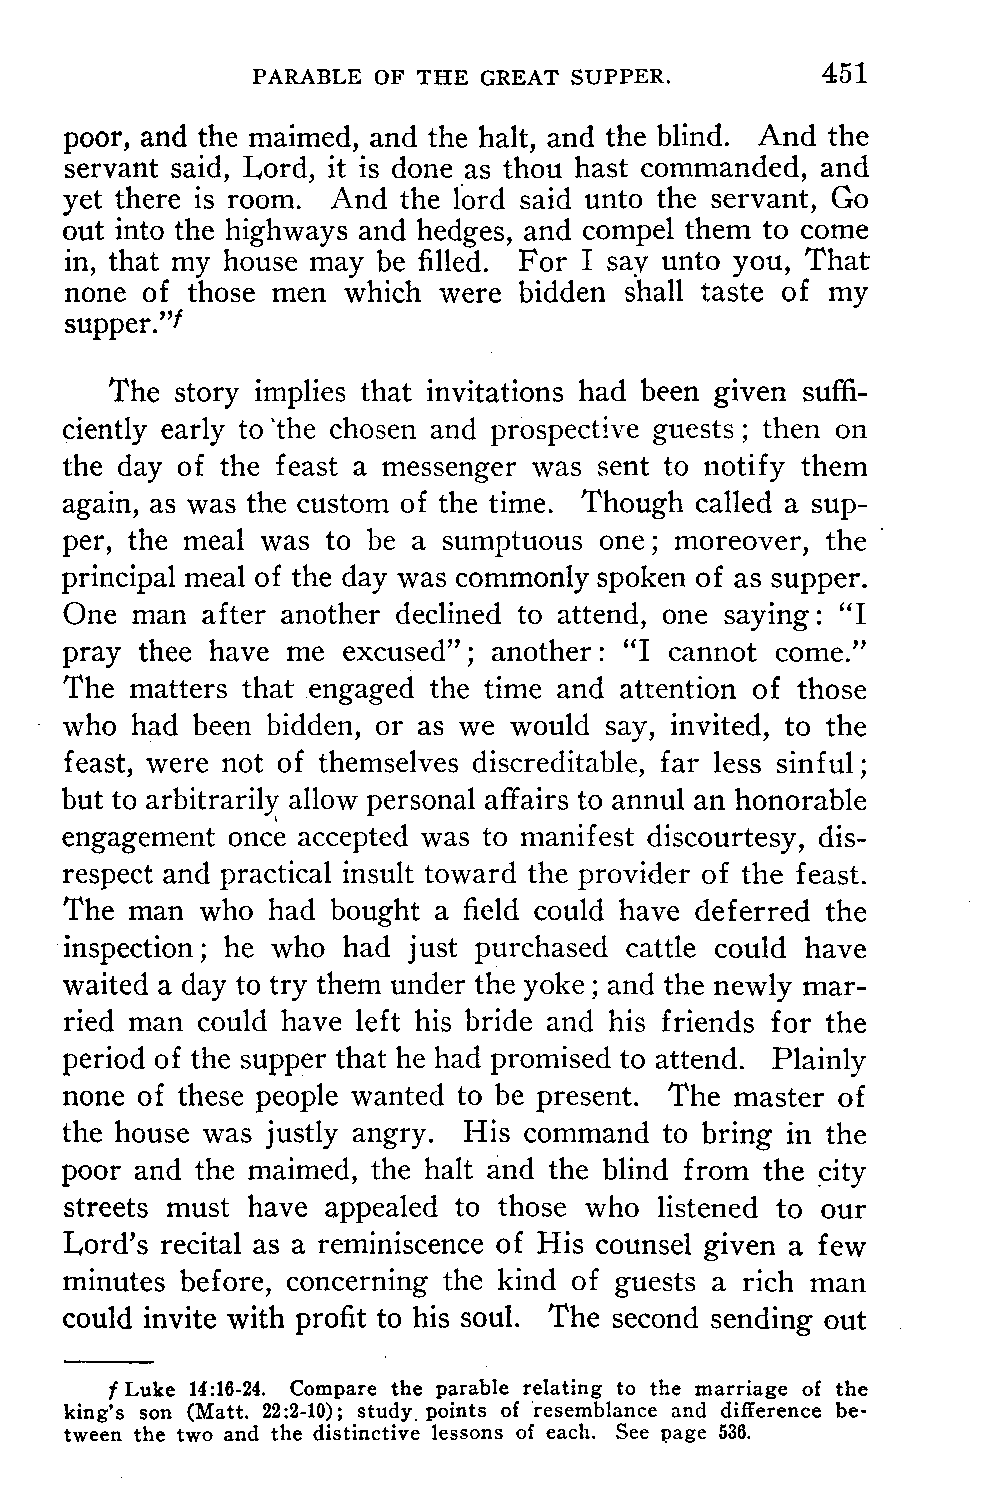 PARABLE OF THE GREAT SUPPER. 451
poor, and the maimed, and the halt, and the blind. And the
servant said, Lord, it is done as thou hast commanded, and
yet there is room. And the lord said unto the servant, Go
out into the highways and hedges, and compel them to come
in, that my house may be filled. For I say unto you, That
none of those men which were bidden shall taste of my
supper."f
The story implies that invitations had been given suffi-
ciently early to the chosen and prospective guests; then on
the day of the feast a messenger was sent to notify them
again, as was the custom of the time. Though called a sup-
per, the meal was to be a sumptuous one; moreover, the
principal meal of the day was commonly spoken of as supper.
One man after another declined to attend, one saying: "I
pray thee have me excused"; another: "I cannot come."
The matters that engaged the time and attention of those
who had been bidden, or as we would say, invited, to the
feast, were not of themselves discreditable, far less sinful;
but to arbitrarily allow personal affairs to annul an honorable
engagement once accepted was to manifest discourtesy, dis-
respect and practical insult toward the provider of the feast.
The man who had bought a field could have deferred the
inspection; he who had just purchased cattle could have
waited a day to try them under the yoke; and the newly mar-
ried man could have left his bride and his friends for the
period of the supper that he had promised to attend. Plainly
none of these people wanted to be present. The master of
the house was justly angry. His command to bring in the
poor and the maimed, the halt and the blind from the city
streets must have appealed to those who listened to our
Lord's recital as a reminiscence of His counsel given a few
minutes before, concerning the kind of guests a rich man
could invite with profit to his soul. The second sending out
f Luke 14:16-24. Compare the parable relating to the marriage of the
king's son (Matt. 22:2-10); study points of resemblance and difference be-
tween the two and the distinctive lessons of each. See page 536.